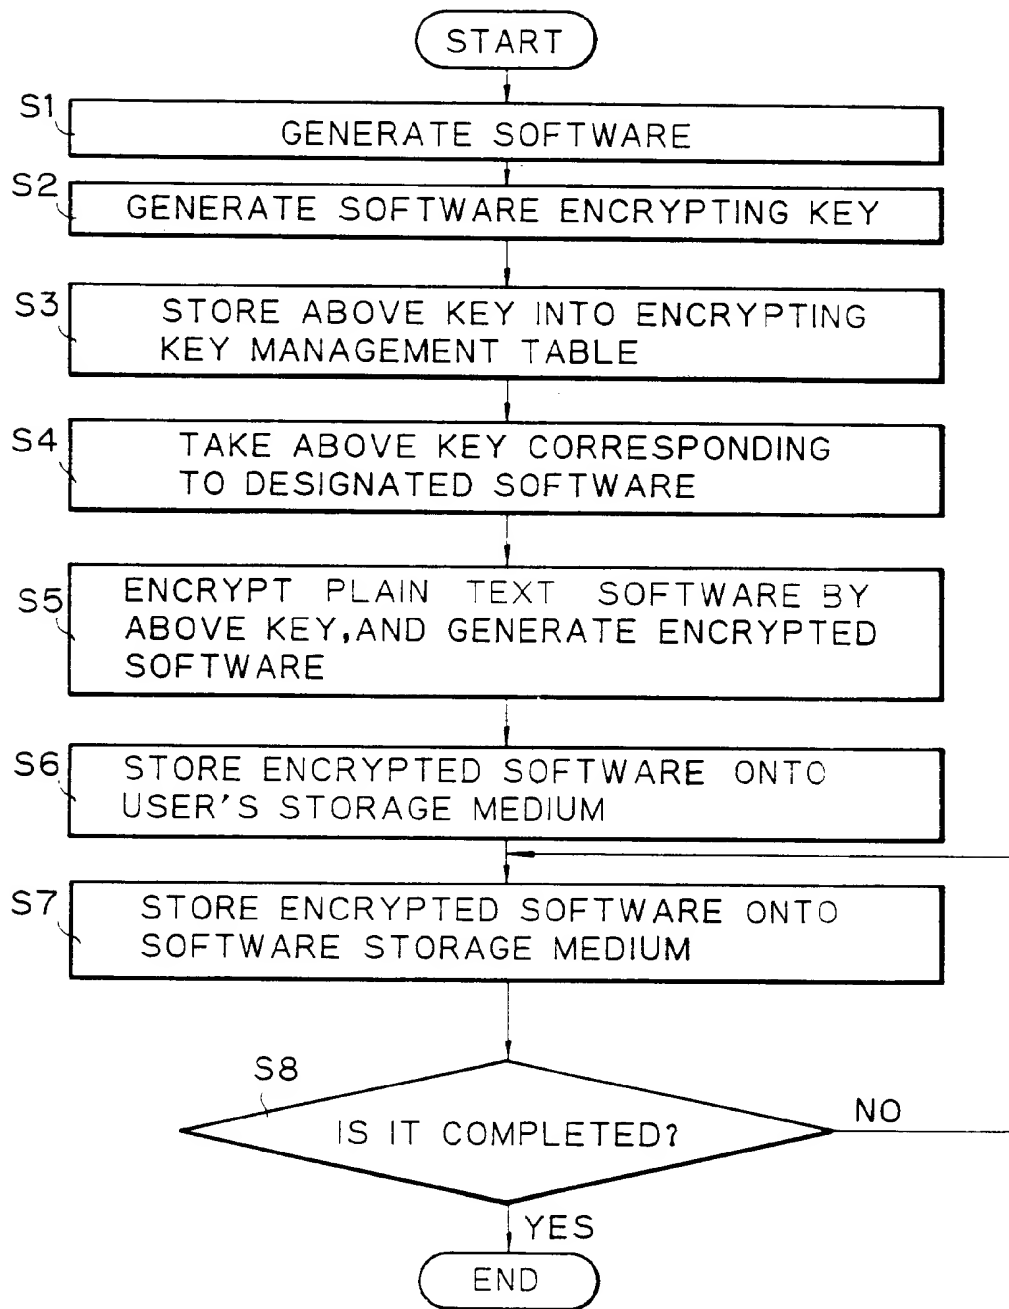 START
S1
GENERATE SOFTWARE
S2
GENERATE SOFTWARE ENCRYPTING KEY
S3
STORE ABOVE KEY INTO ENCRYPTING
KEY MANAGEMENT TABLE
S4
TAKE ABOVE KEY CORRESPONDING
TO DESIGNATED SOFTWARE
S5
ENCRYPT PLAIN TEXT SOFTWARE BY
ABOVE KEY, AND GENERATE ENCRYPTED
SOFTWARE
S6
STORE ENCRYPTED SOFTWARE ONTO
USER'S STORAGE MEDIUM
S7
STORE ENCRYPTED SOFTWARE ONTO
SOFTWARE STORAGE MEDIUM
S8
IS IT COMPLETED?
NO
YES
END